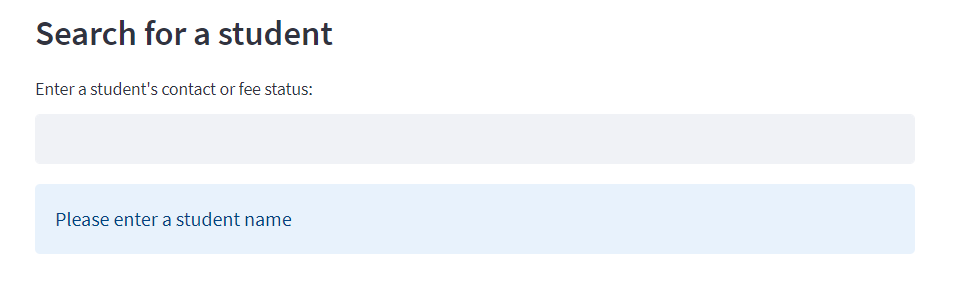 Search for a student
Enter a student's contact or fee status:
Please enter a student name